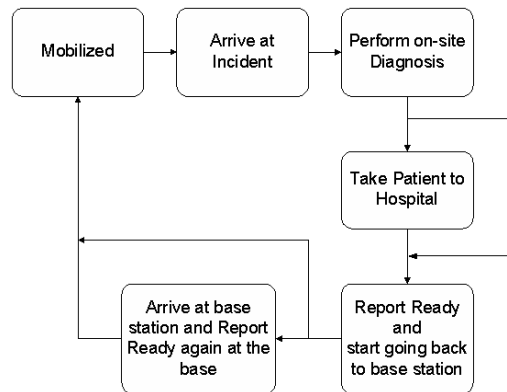 Mobilized
Arrive at
Incident
Perform on-site
Diagnosis
Take Patient to
Hospital
Report Ready
and
start going back
to base station
Arrive at base
station and Report
Ready again at the
base